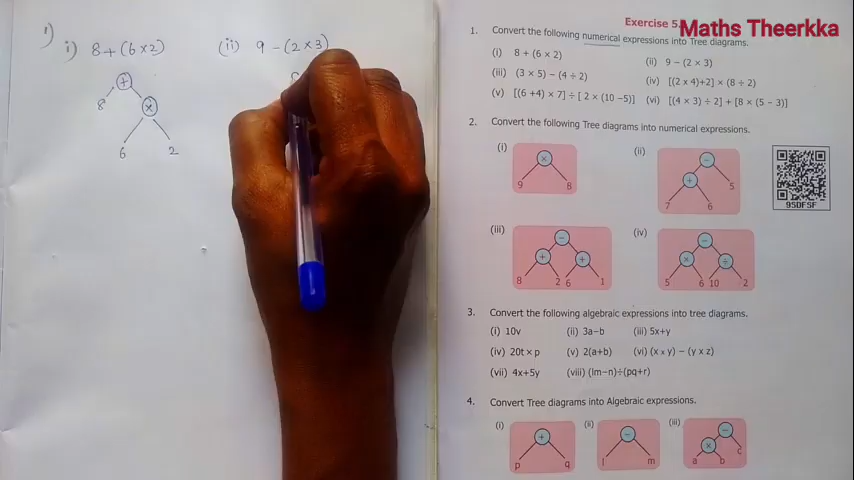 1)
i) 8 + (6 × 2)
+
8
×
6 2
(ii) 9 − (2 × 3)
Exercise 5.
Maths Theerkka
1. Convert the following numerical expressions into Tree diagrams.
(i) 8 + (6 × 2) (ii) 9 − (2 × 3)
(iii) (3 × 5) − (4 ÷ 2) (iv) [(2 x 4)+2] × (8 ÷ 2)
(v) [(6 +4) × 7] ÷ [ 2 × (10 −5)] (vi) [(4 × 3) ÷ 2] + [8 × (5 − 3)]
2. Convert the following Tree diagrams into numerical expressions.
(i)
×
9 8
(ii)
−
+ 5
7 6
9SDFSF
(iii)
−
+ +
8 2 6 1
(iv)
−
× ÷
5 6 10 2
3. Convert the following algebraic expressions into tree diagrams.
(i) 10v (ii) 3a−b (iii) 5x+y
(iv) 20t × p (v) 2(a+b) (vi) (x x y) − (y x z)
(vii) 4x+5y (viii) (lm−n)÷(pq+r)
4. Convert Tree diagrams into Algebraic expressions.
(i)
+
p q
(ii)
−
l m
(iii)
−
× c
a b